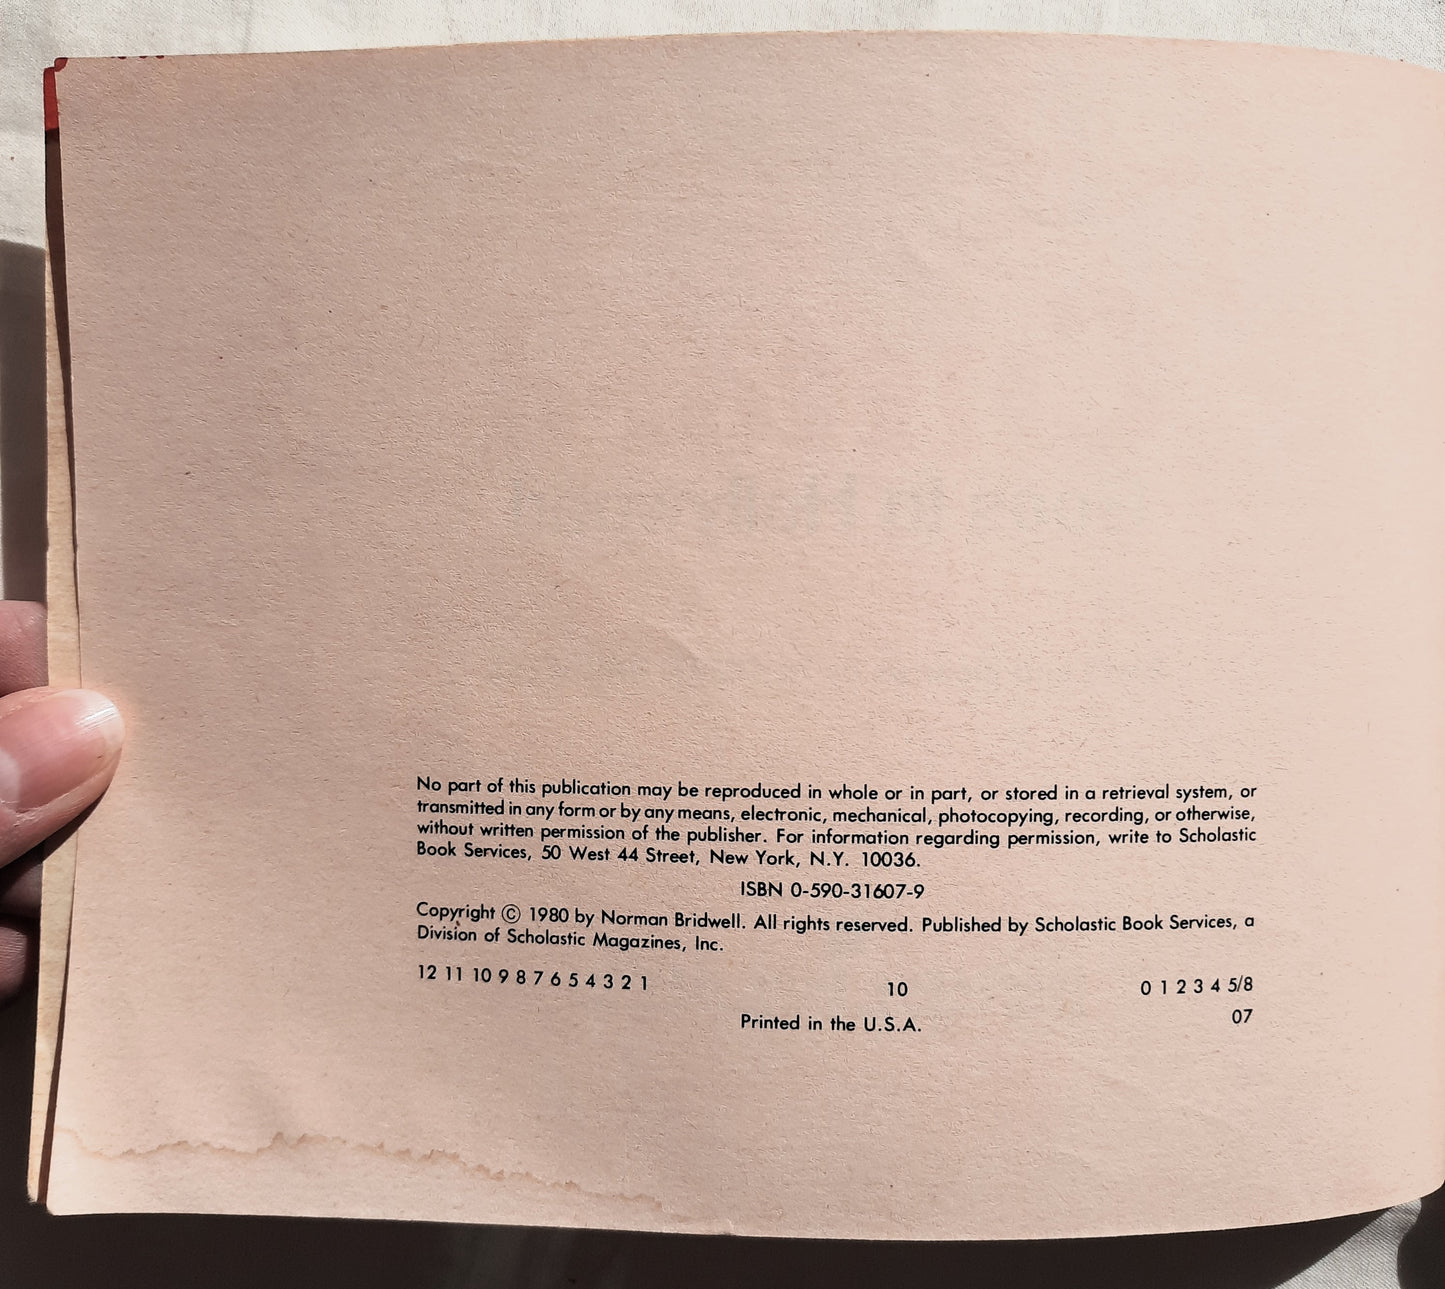 No part of this publication may be reproduced in whole or in part, or stored in a retrieval system, or
transmitted in any form or by any means, electronic, mechanical, photocopying, recording, or otherwise,
without written permission of the publisher. For information regarding permission, write to Scholastic
Book Services, 50 West 44 Street, New York, N.Y. 10036.
ISBN 0-590-31607-9
Copyright © 1980 by Norman Bridwell. All rights reserved. Published by Scholastic Book Services, a
Division of Scholastic Magazines, Inc.
12 11 10 9 8 7 6 5 4 3 2 1 10 0 1 2 3 4 5/8
Printed in the U.S.A. 07